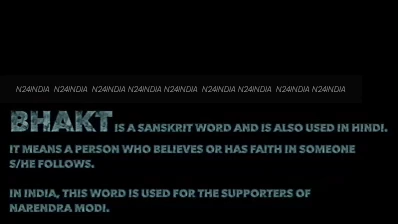 N24INDIA N24INDIA N24INDIA N24INDIA N24INDIA N24INDIA N24INDIA N24INDIA N24INDIA
BHAKT IS A SANSKRIT WORD AND IS ALSO USED IN HINDI.
IT MEANS A PERSON WHO BELIEVES OR HAS FAITH IN SOMEONE
S/HE FOLLOWS.
IN INDIA, THIS WORD IS USED FOR THE SUPPORTERS OF
NARENDRA MODI.